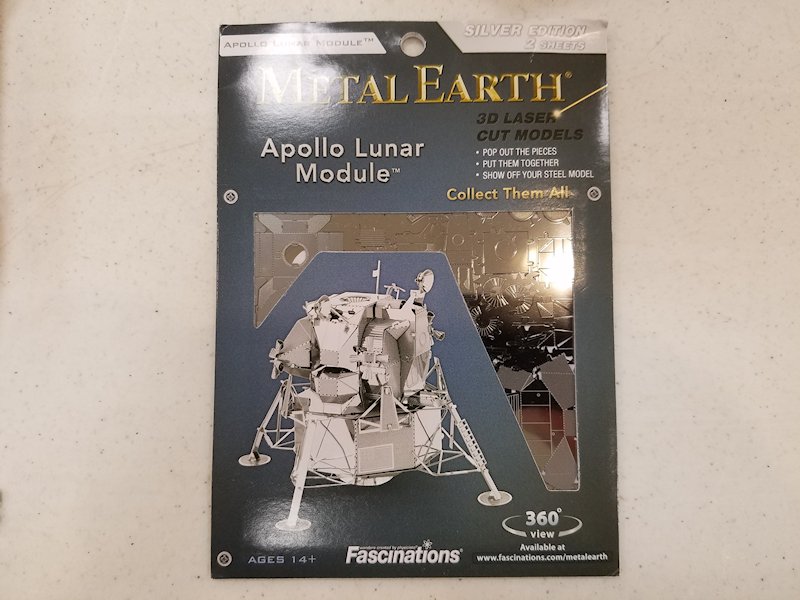 APOLLO LUNAR MODULE™
SILVER EDITION
2 SHEETS
METAL EARTH®
3D LASER
CUT MODELS
• POP OUT THE PIECES
• PUT THEM TOGETHER
• SHOW OFF YOUR STEEL MODEL
Apollo Lunar
Module™
Collect Them All
360°
view
Available at
www.fascinations.com/metalearth
AGES 14+
Fascinations®